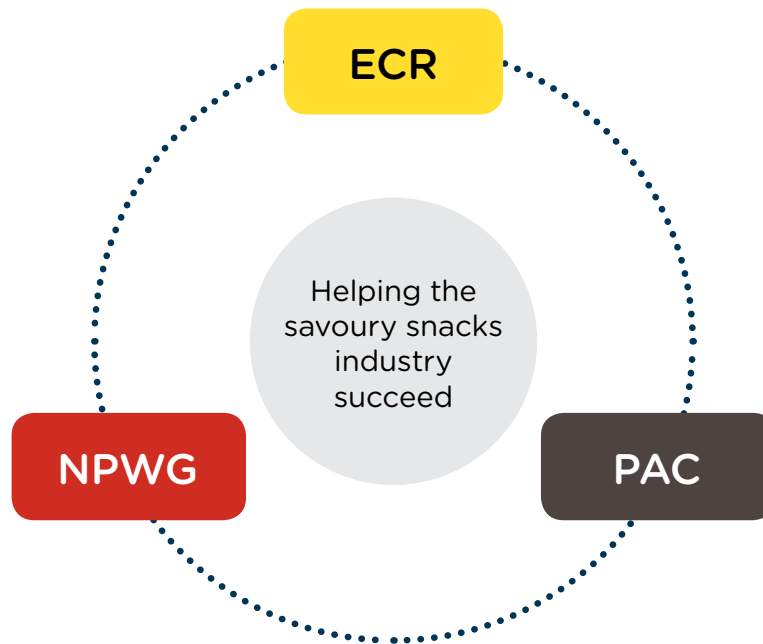 ECR
Helping the
savoury snacks
industry
succeed
NPWG
PAC